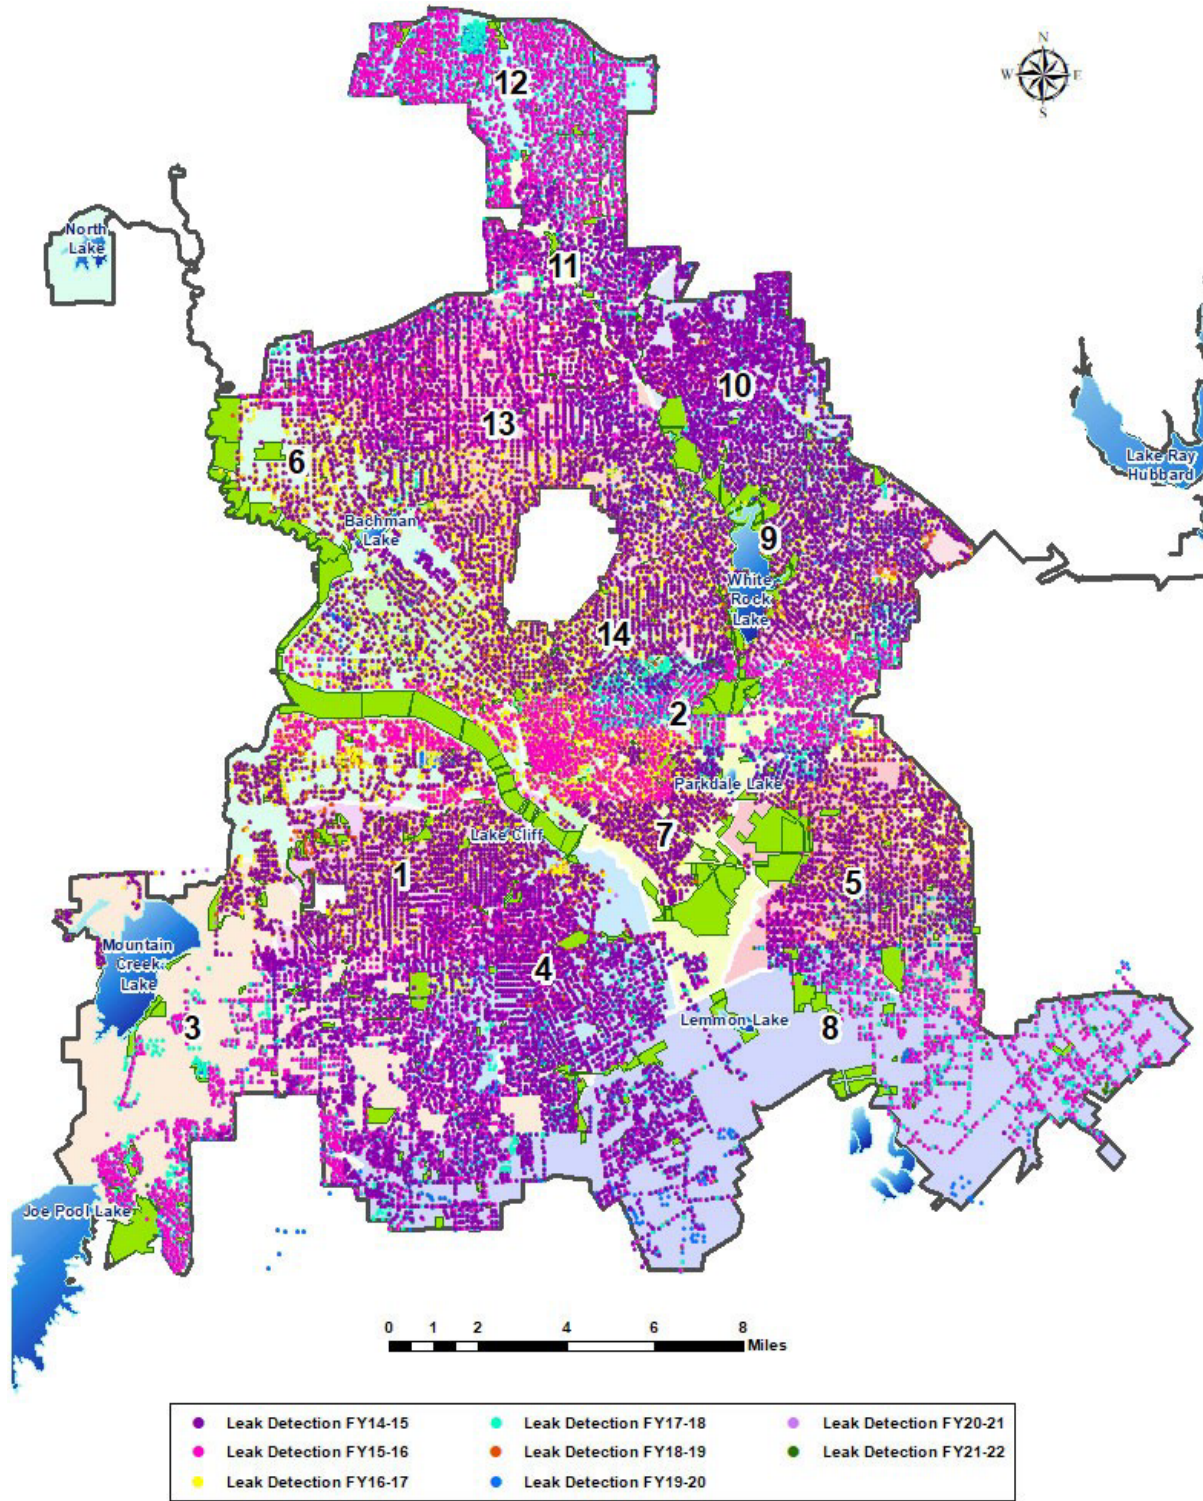 N
W E
S
12
North
Lake
11
10
13
6
Lake Ray
Hubbard
Bachman
Lake
9
White
Rock
Lake
14
2
Parkdale Lake
Lake Cliff
7
1
5
Mountain
Creek
Lake
4
3
Lemmon Lake
8
Joe Pool Lake
0 1 2 4 6 8
Miles
Leak Detection FY14-15
Leak Detection FY15-16
Leak Detection FY16-17
Leak Detection FY17-18
Leak Detection FY18-19
Leak Detection FY19-20
Leak Detection FY20-21
Leak Detection FY21-22